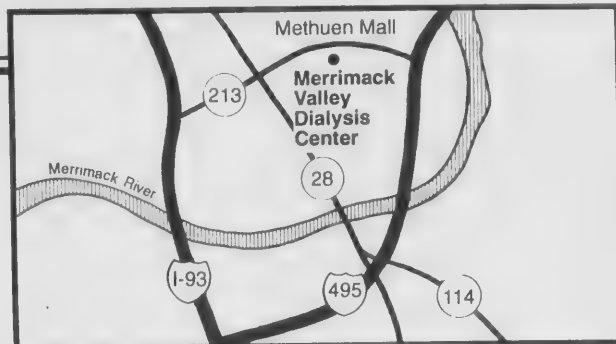 Methuen Mall
Merrimack
Valley
Dialysis
Center
213
Merrimack River
28
I-93
495
114